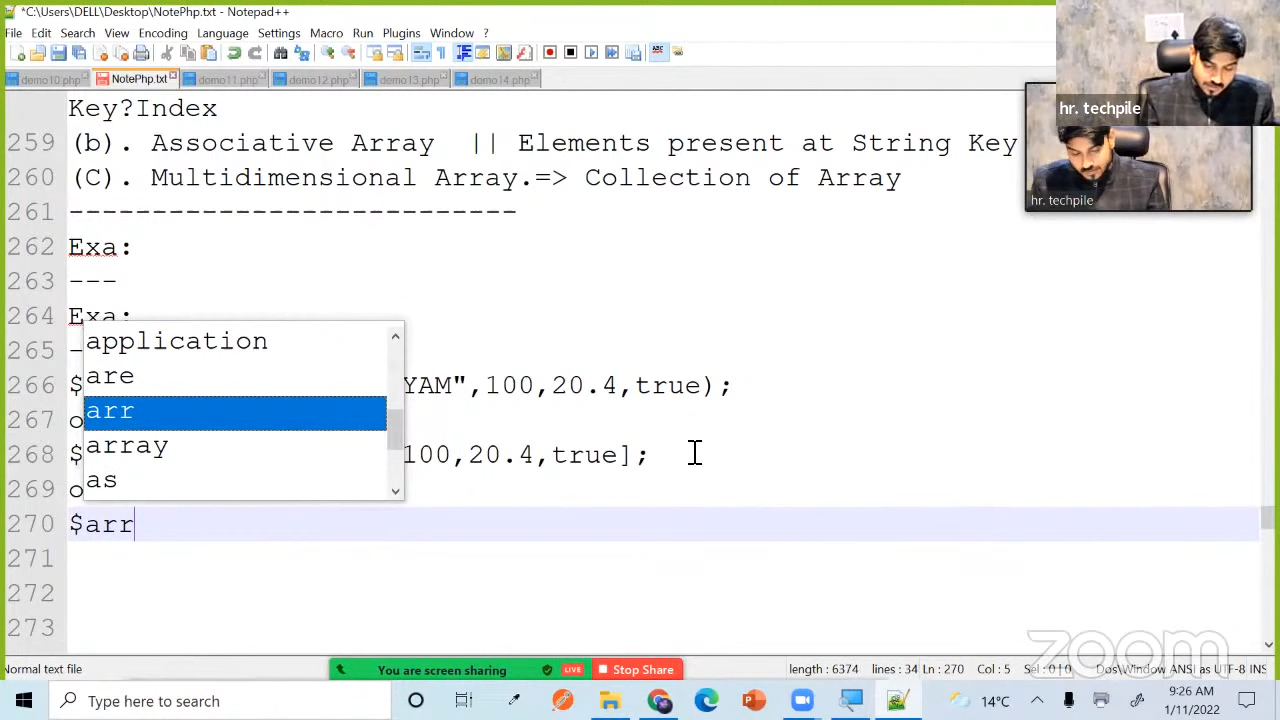 *C:\Users\DELL\Desktop\NotePhp.txt - Notepad++
File Edit Search View Encoding Language Settings Tools Macro Run Plugins Window ?
demo10.php NotePhp.txt demo11.php demo12.php demo13.php demo14.php
hr. techpile
hr. techpile
Key?Index
259 (b). Associative Array || Elements present at String Key
260 (C). Multidimensional Array.=> Collection of Array
261 ---------------------------
262 Exa:
263 ---
264 Exa:
265 -
266 $ YAM",100,20.4,true);
267 o
268 $ 100,20.4,true];
269 o
270 $arr
271
272
273
application
are
arr
array
as
zoom
Normal text file
You are screen sharing LIVE Stop Share
length: 6374 lines: 34 Ln: 270 Col: 5 Sel: 0 | 0 Dos\Window ANSI as UTF-8 INS
Type here to search
14°C
9:26 AM
1/11/2022